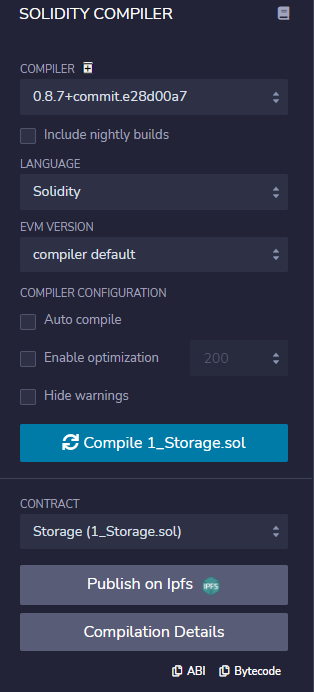 SOLIDITY COMPILER
COMPILER
0.8.7+commit.e28d00a7
Include nightly builds
LANGUAGE
Solidity
EVM VERSION
compiler default
COMPILER CONFIGURATION
Auto compile
Enable optimization 200
Hide warnings
Compile 1_Storage.sol
CONTRACT
Storage (1_Storage.sol)
Publish on Ipfs IPFS
Compilation Details
ABI Bytecode